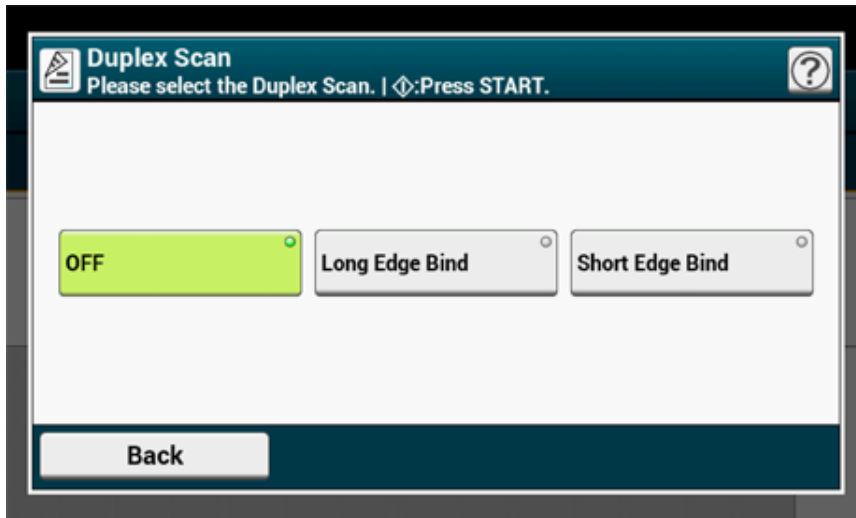 Duplex Scan
Please select the Duplex Scan. | :Press START.
?
OFF
Long Edge Bind
Short Edge Bind
Back